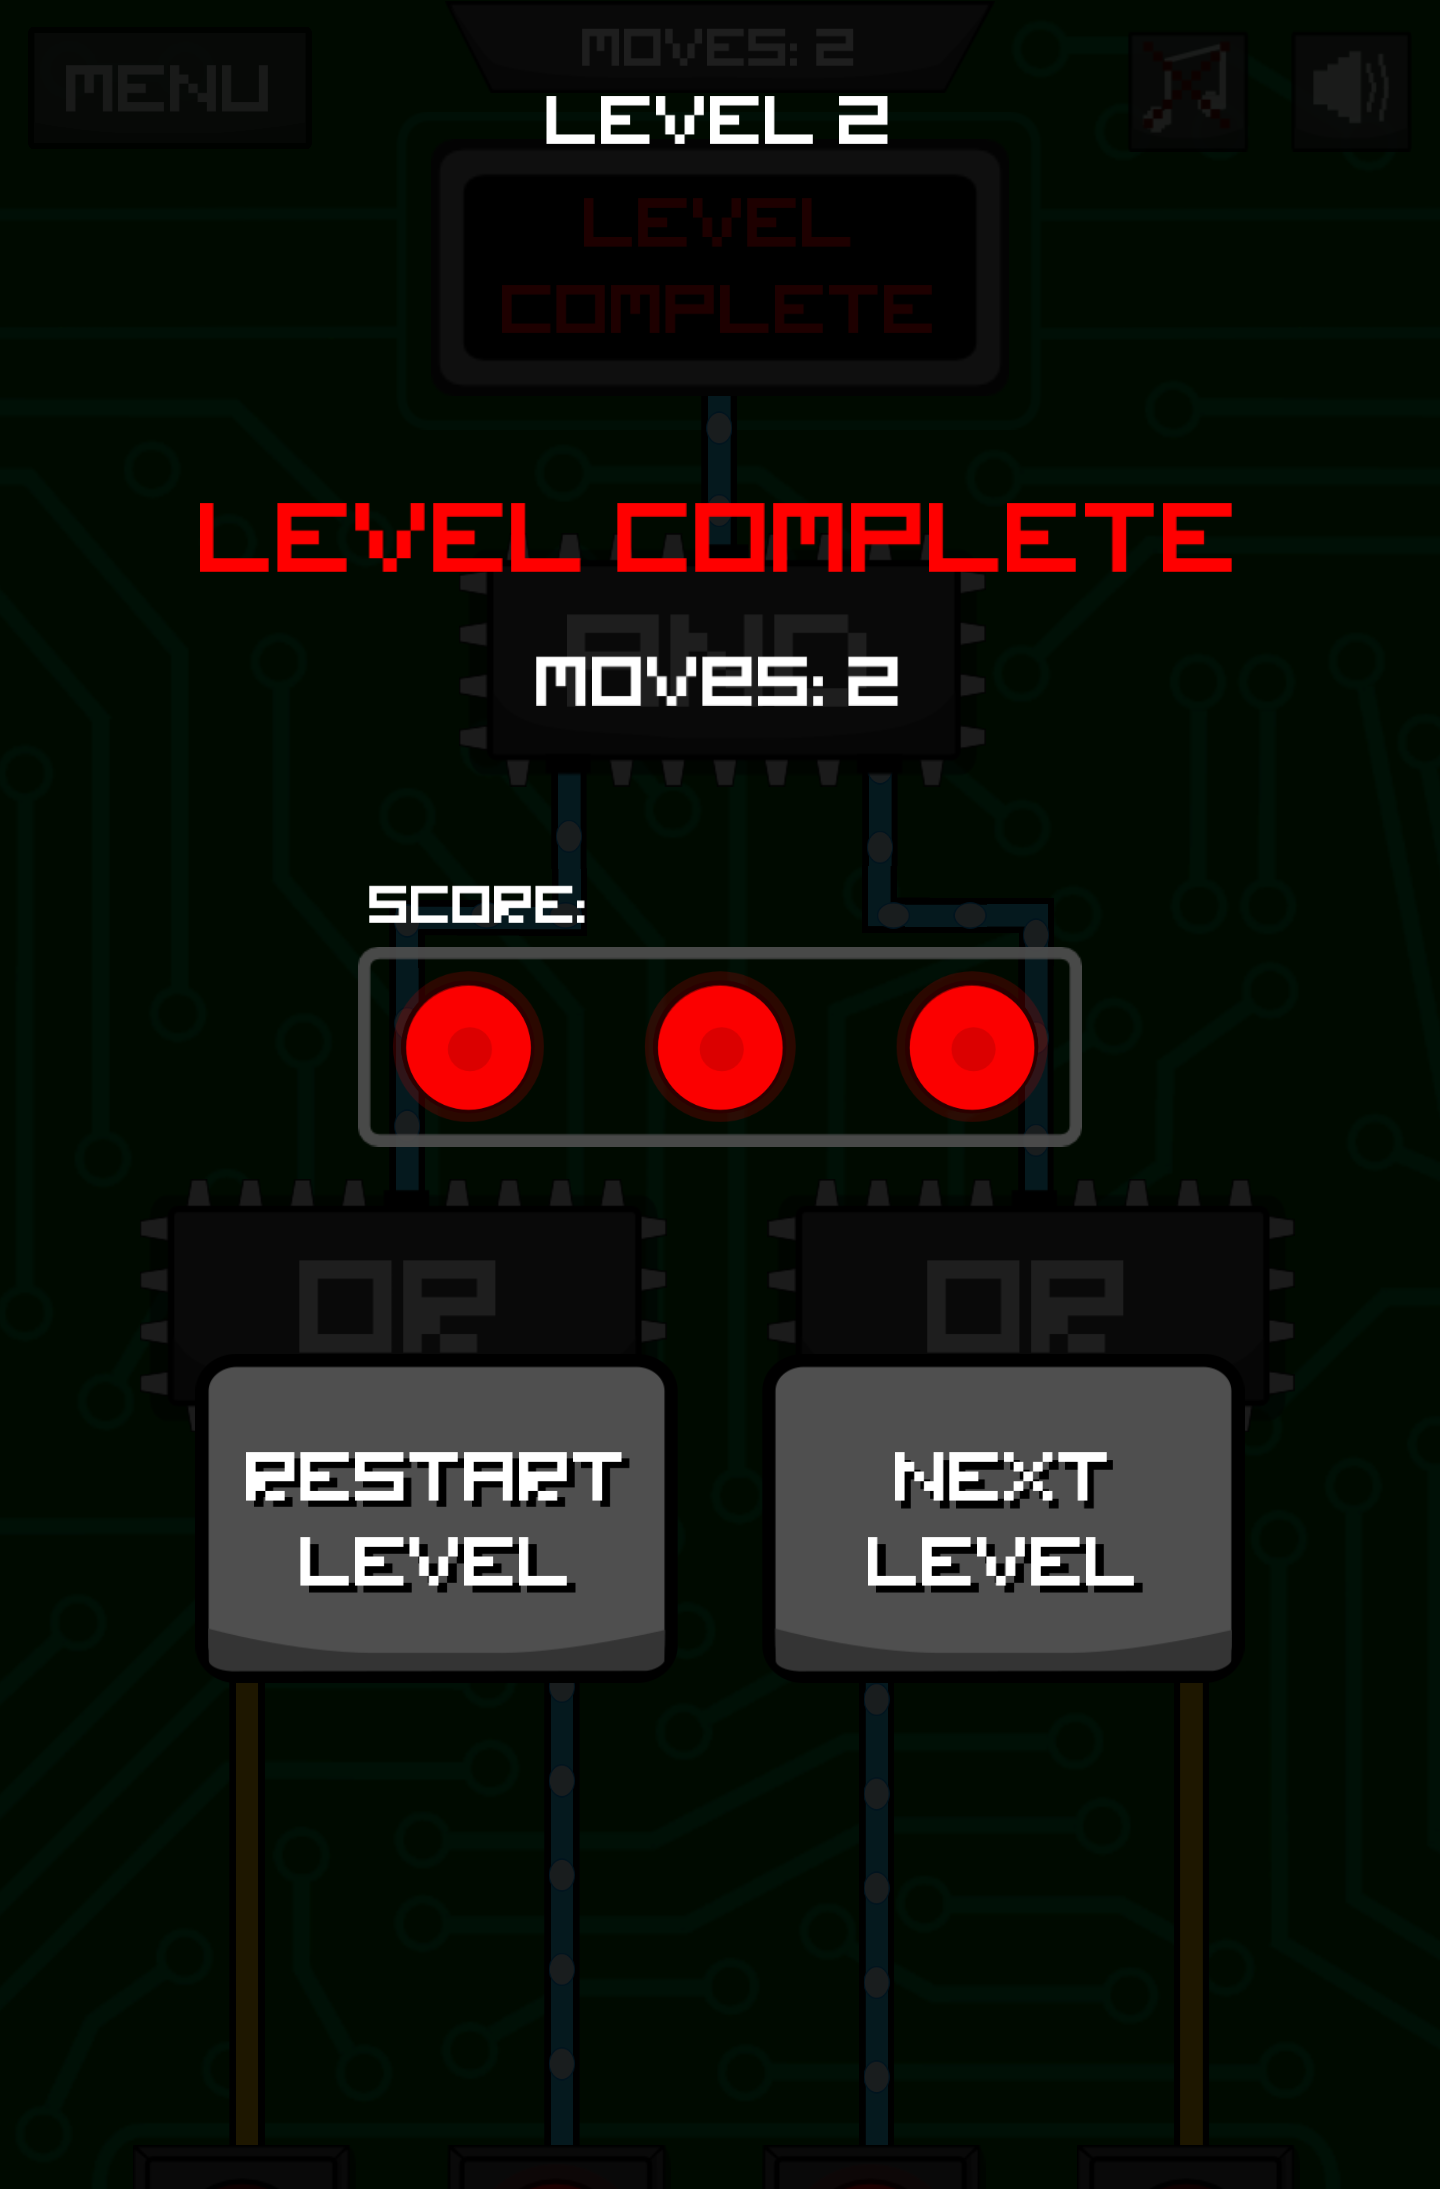 MENU
MOVES: 2
LEVEL 2
LEVEL
COMPLETE
LEVEL COMPLETE
AND
MOVES: 2
SCORE:
OR
OR
RESTART
LEVEL
NEXT
LEVEL